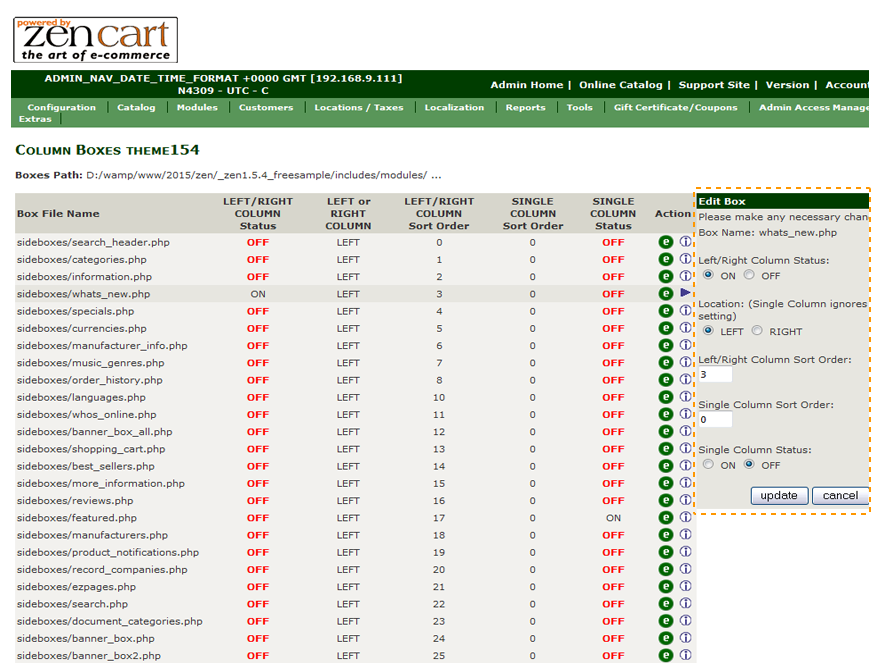 powered by
zen cart
the art of e-commerce
ADMIN_NAV_DATE_TIME_FORMAT +0000 GMT [192.168.9.111]
N4309 - UTC - C
Admin Home | Online Catalog | Support Site | Version | Account
Configuration | Catalog | Modules | Customers | Locations / Taxes | Localization | Reports | Tools | Gift Certificate/Coupons | Admin Access Manage
Extras |
COLUMN BOXES THEME154
Boxes Path: D:/wamp/www/2015/zen/_zen1.5.4_freesample/includes/modules/ ...
Box File Name LEFT/RIGHT COLUMN Status LEFT or RIGHT COLUMN LEFT/RIGHT COLUMN Sort Order SINGLE COLUMN Sort Order SINGLE COLUMN Status Action
sideboxes/search_header.php OFF LEFT 0 0 OFF e i
sideboxes/categories.php OFF LEFT 1 0 OFF e i
sideboxes/information.php OFF LEFT 2 0 OFF e i
sideboxes/whats_new.php ON LEFT 3 0 OFF e
sideboxes/specials.php OFF LEFT 4 0 OFF e i
sideboxes/currencies.php OFF LEFT 5 0 OFF e i
sideboxes/manufacturer_info.php OFF LEFT 6 0 OFF e i
sideboxes/music_genres.php OFF LEFT 7 0 OFF e i
sideboxes/order_history.php OFF LEFT 8 0 OFF e i
sideboxes/languages.php OFF LEFT 10 0 OFF e i
sideboxes/whos_online.php OFF LEFT 11 0 OFF e i
sideboxes/banner_box_all.php OFF LEFT 12 0 OFF e i
sideboxes/shopping_cart.php OFF LEFT 13 0 OFF e i
sideboxes/best_sellers.php OFF LEFT 14 0 OFF e i
sideboxes/more_information.php OFF LEFT 15 0 OFF e i
sideboxes/reviews.php OFF LEFT 16 0 OFF e i
sideboxes/featured.php OFF LEFT 17 0 ON e i
sideboxes/manufacturers.php OFF LEFT 18 0 OFF e i
sideboxes/product_notifications.php OFF LEFT 19 0 OFF e i
sideboxes/record_companies.php OFF LEFT 20 0 OFF e i
sideboxes/ezpages.php OFF LEFT 21 0 OFF e i
sideboxes/search.php OFF LEFT 22 0 OFF e i
sideboxes/document_categories.php OFF LEFT 23 0 OFF e i
sideboxes/banner_box.php OFF LEFT 24 0 OFF e i
sideboxes/banner_box2.php OFF LEFT 25 0 OFF e i
Edit Box
Please make any necessary chan
Box Name: whats_new.php
Left/Right Column Status:
ON OFF
Location: (Single Column ignores
setting)
LEFT RIGHT
Left/Right Column Sort Order:
3
Single Column Sort Order:
0
Single Column Status:
ON OFF
update cancel